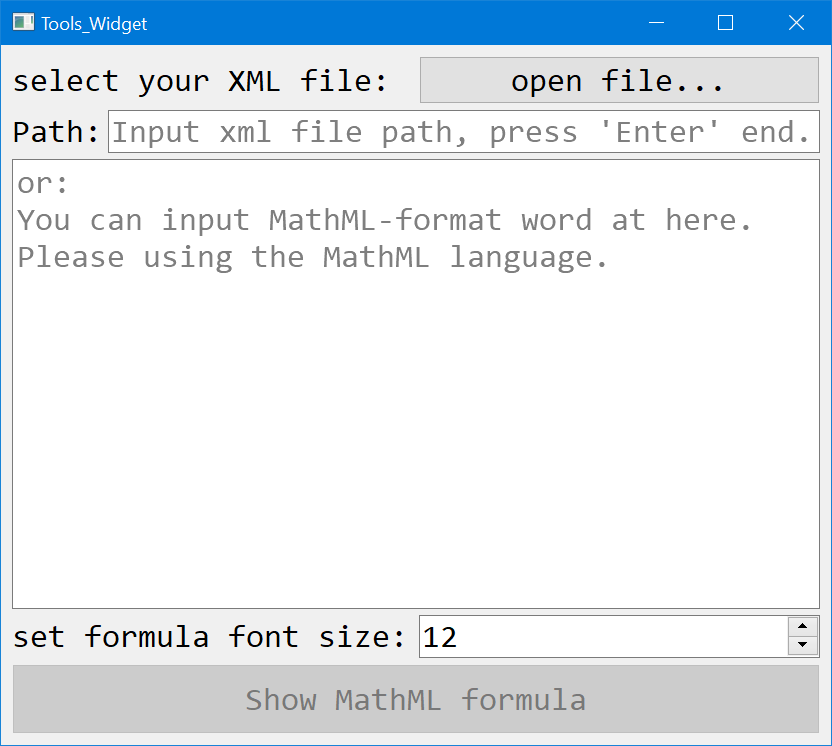 Tools_Widget
select your XML file: open file...
Path: Input xml file path, press 'Enter' end.
or:
You can input MathML-format word at here.
Please using the MathML language.
set formula font size: 12
Show MathML formula